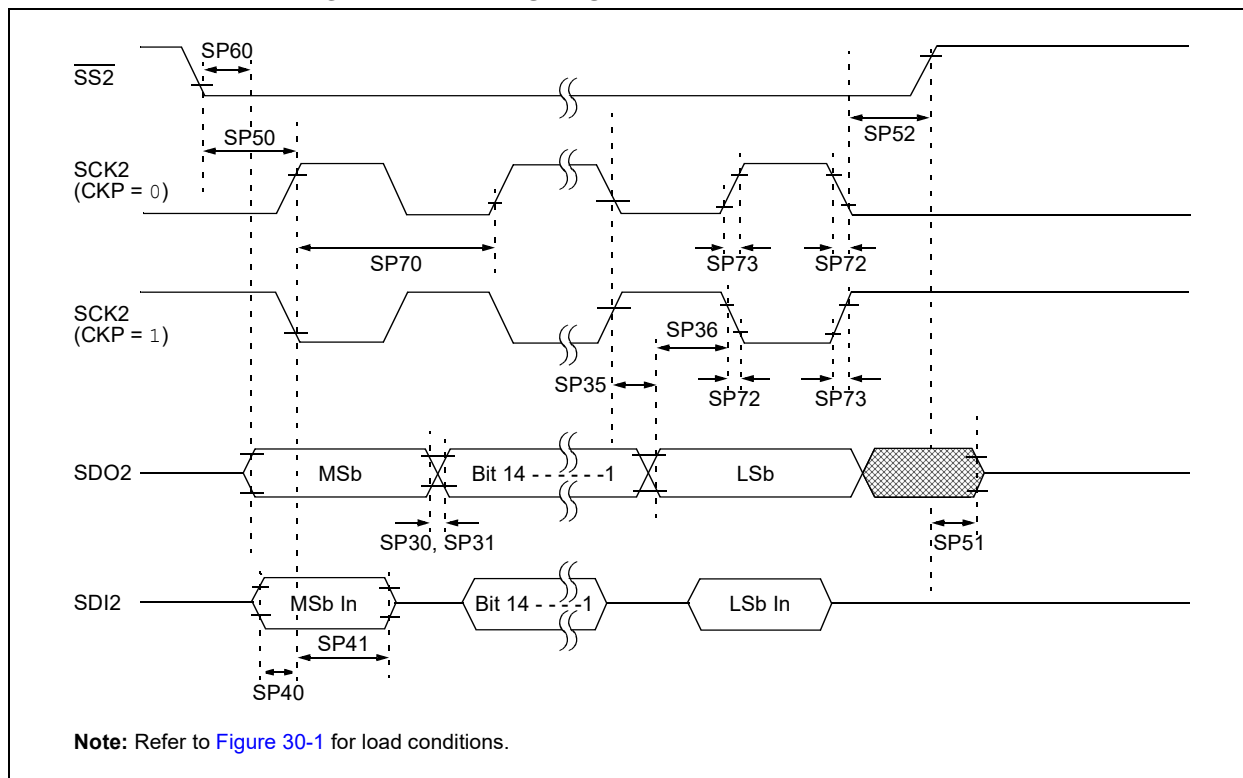 SP60
SS2
SP50
SP52
SCK2
(CKP = 0)
SP70
SP73
SP72
SCK2
(CKP = 1)
SP36
SP35
SP72
SP73
SDO2
MSb
Bit 14 - - - - - -1
LSb
SP30, SP31
SP51
SDI2
MSb In
Bit 14 - - - - -1
LSb In
SP41
SP40
Note: Refer to Figure 30-1 for load conditions.